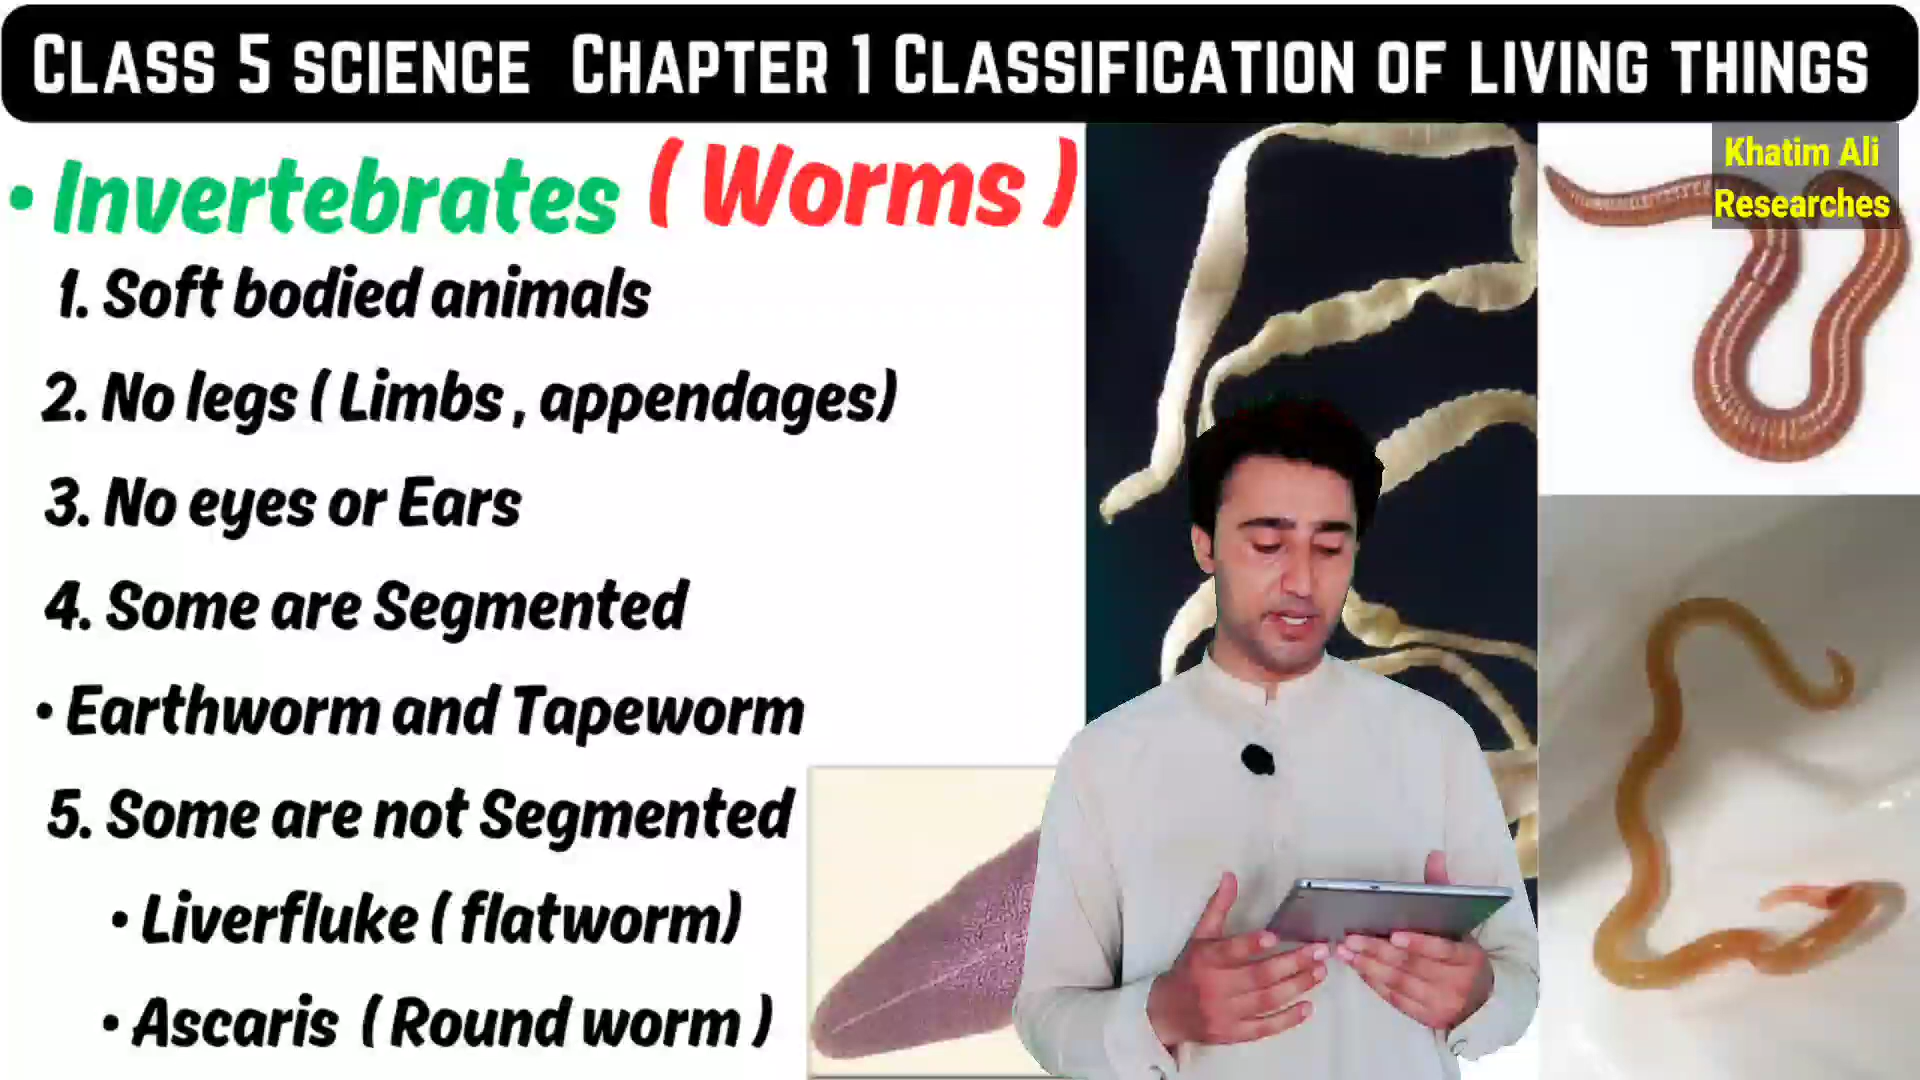 CLASS 5 SCIENCE CHAPTER 1 CLASSIFICATION OF LIVING THINGS
Khatim Ali
Researches
• Invertebrates ( Worms )
1. Soft bodied animals
2. No legs ( Limbs , appendages)
3. No eyes or Ears
4. Some are Segmented
• Earthworm and Tapeworm
5. Some are not Segmented
• Liverfluke ( flatworm)
• Ascaris ( Round worm )